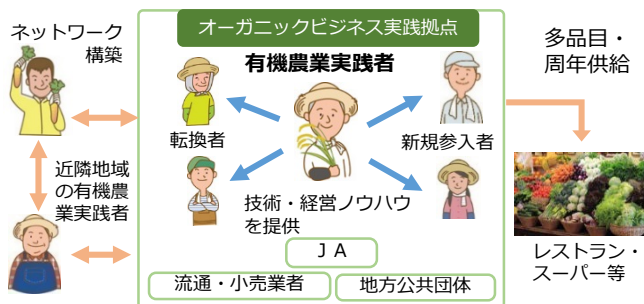 ネットワーク
構築
近隣地域
の有機農
業実践者
オーガニックビジネス実践拠点
有機農業実践者
転換者
新規参入者
技術・経営ノウハウ
を提供
ＪＡ
流通・小売業者
地方公共団体
多品目・
周年供給
レストラン・
スーパー等